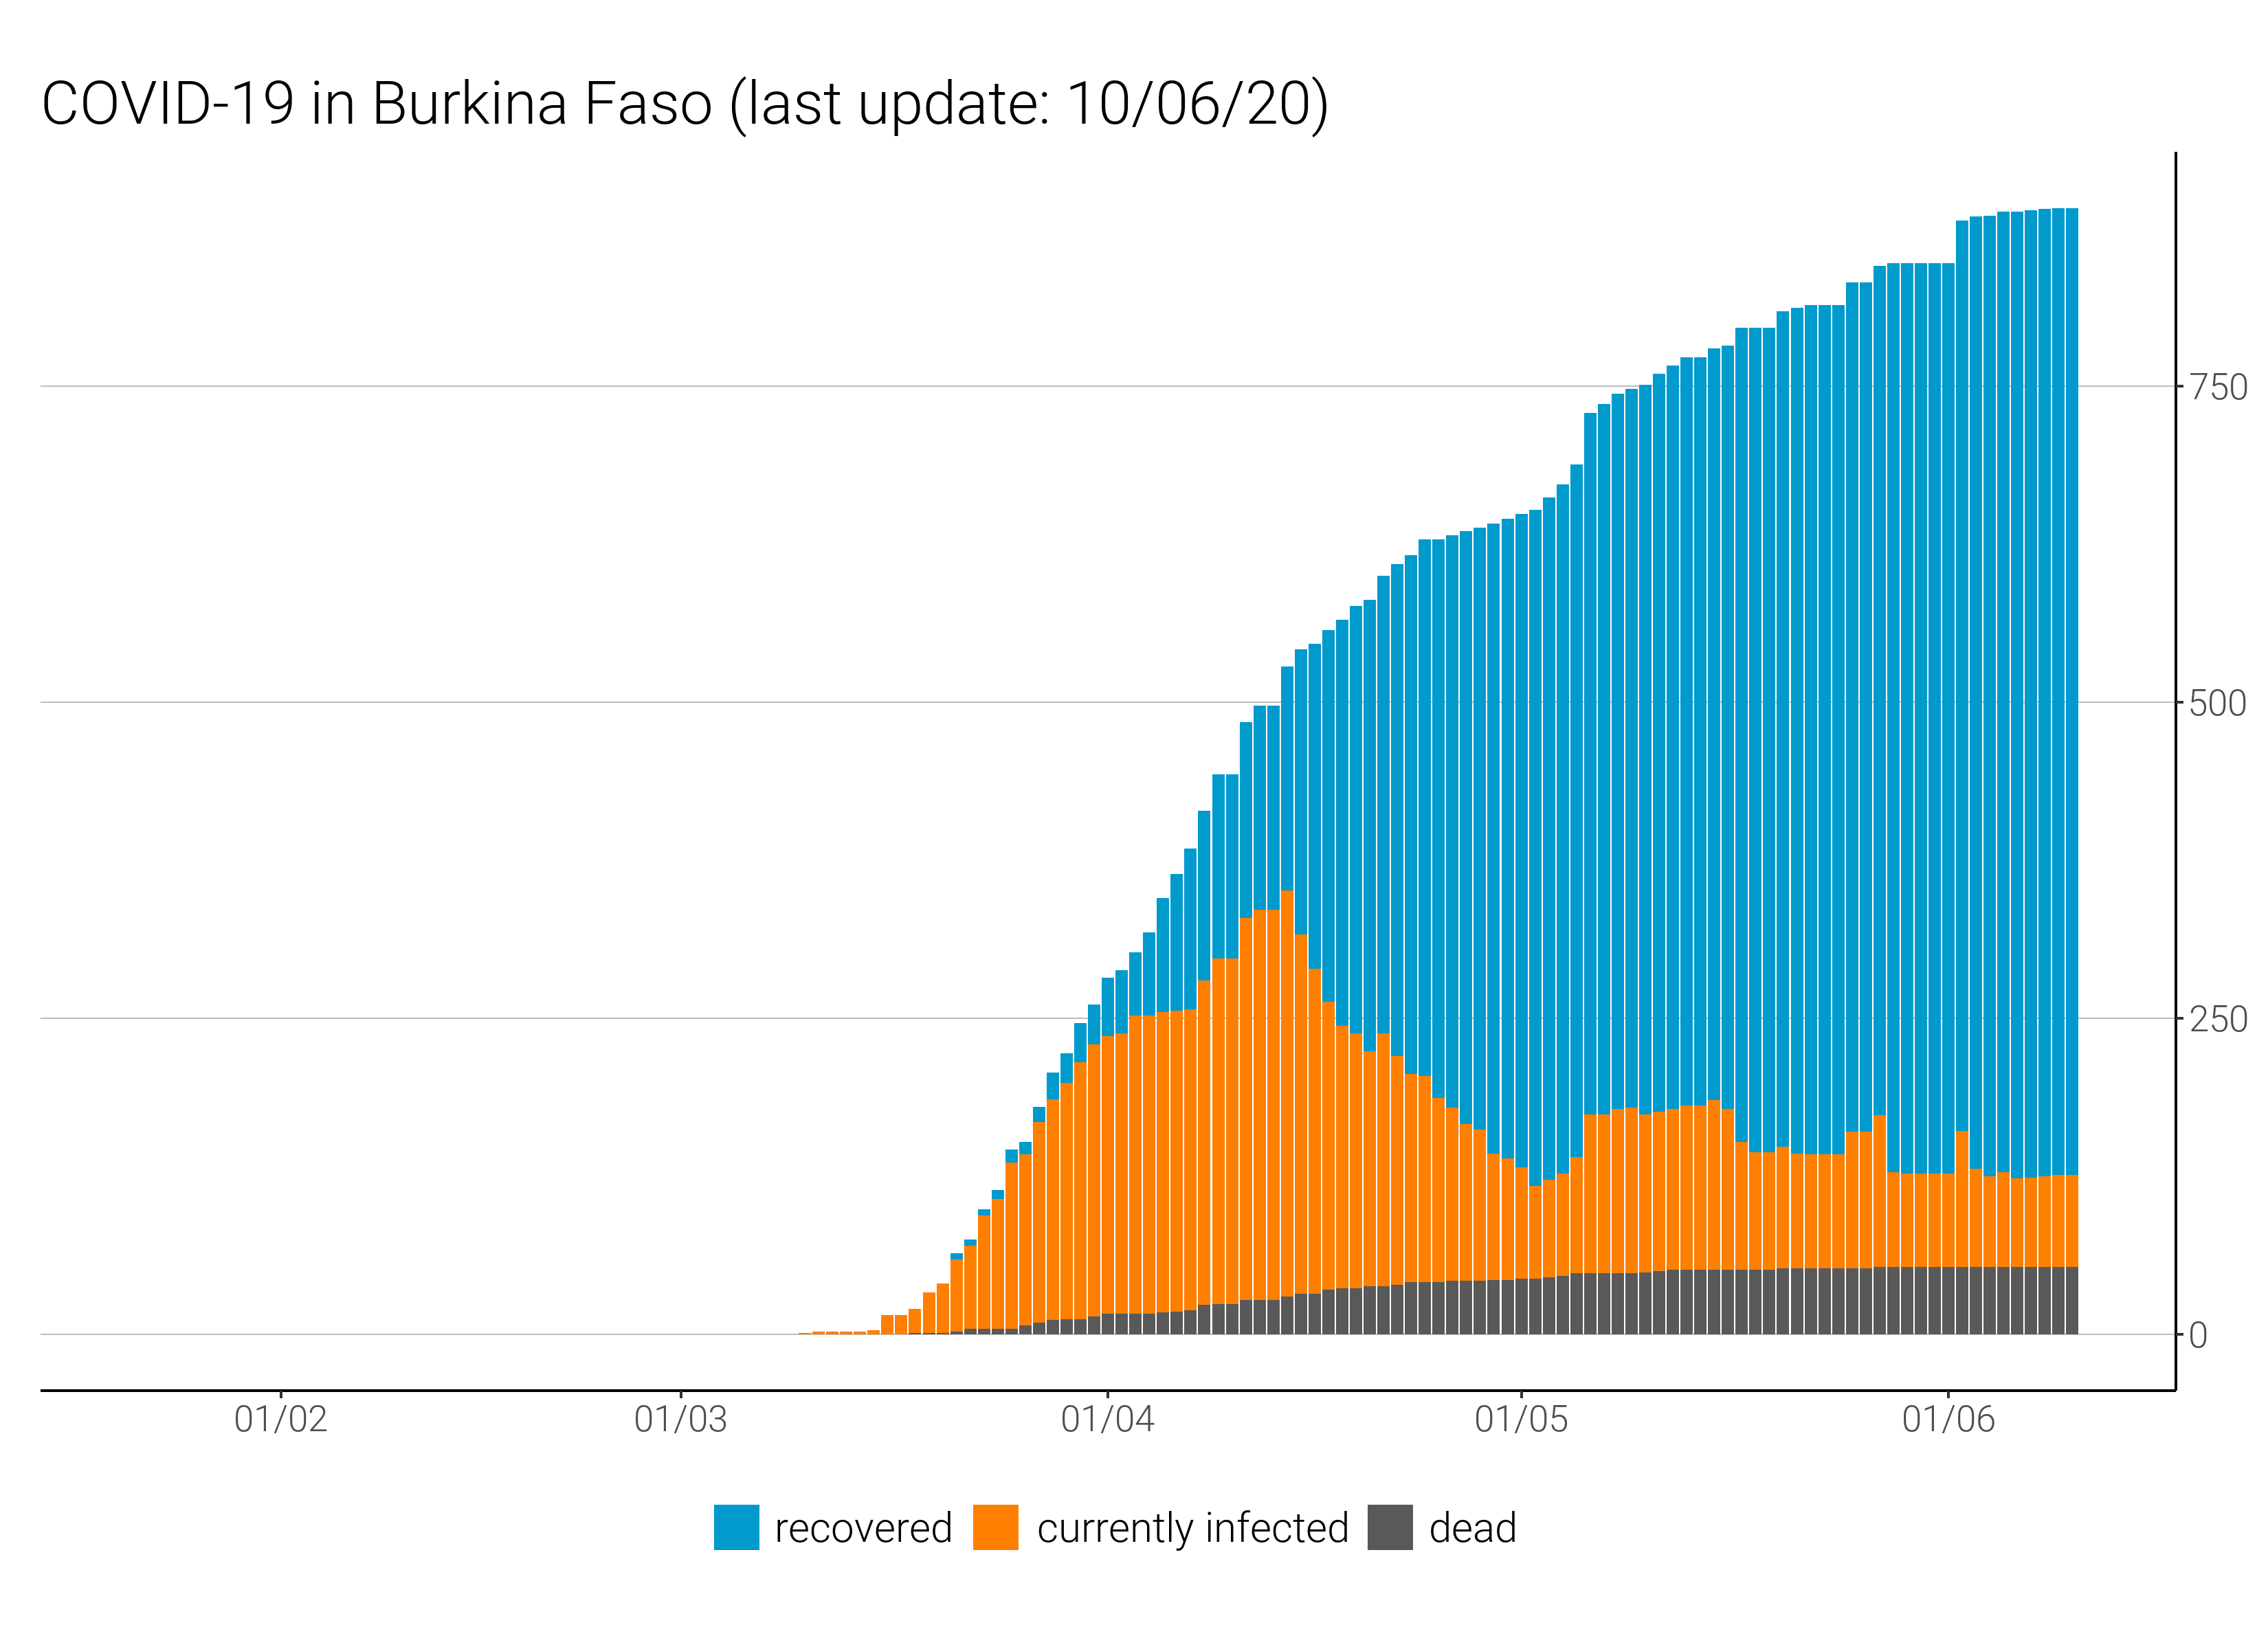 COVID-19 in Burkina Faso (last update: 10/06/20)
750
500
250
0
01/02 01/03 01/04 01/05 01/06
recovered currently infected dead